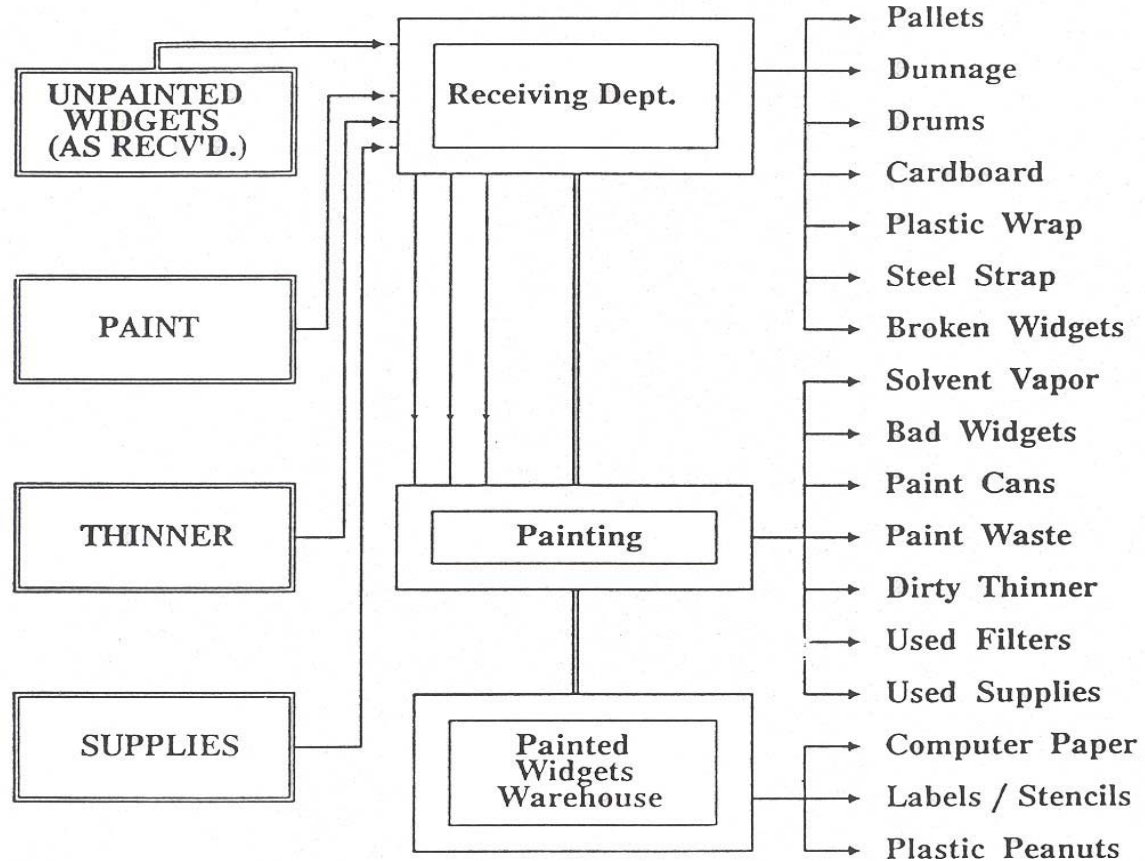 UNPAINTED
WIDGETS
(AS RECV'D.)
PAINT
THINNER
SUPPLIES
Receiving Dept.
Painting
Painted
Widgets
Warehouse
Pallets
Dunnage
Drums
Cardboard
Plastic Wrap
Steel Strap
Broken Widgets
Solvent Vapor
Bad Widgets
Paint Cans
Paint Waste
Dirty Thinner
Used Filters
Used Supplies
Computer Paper
Labels / Stencils
Plastic Peanuts